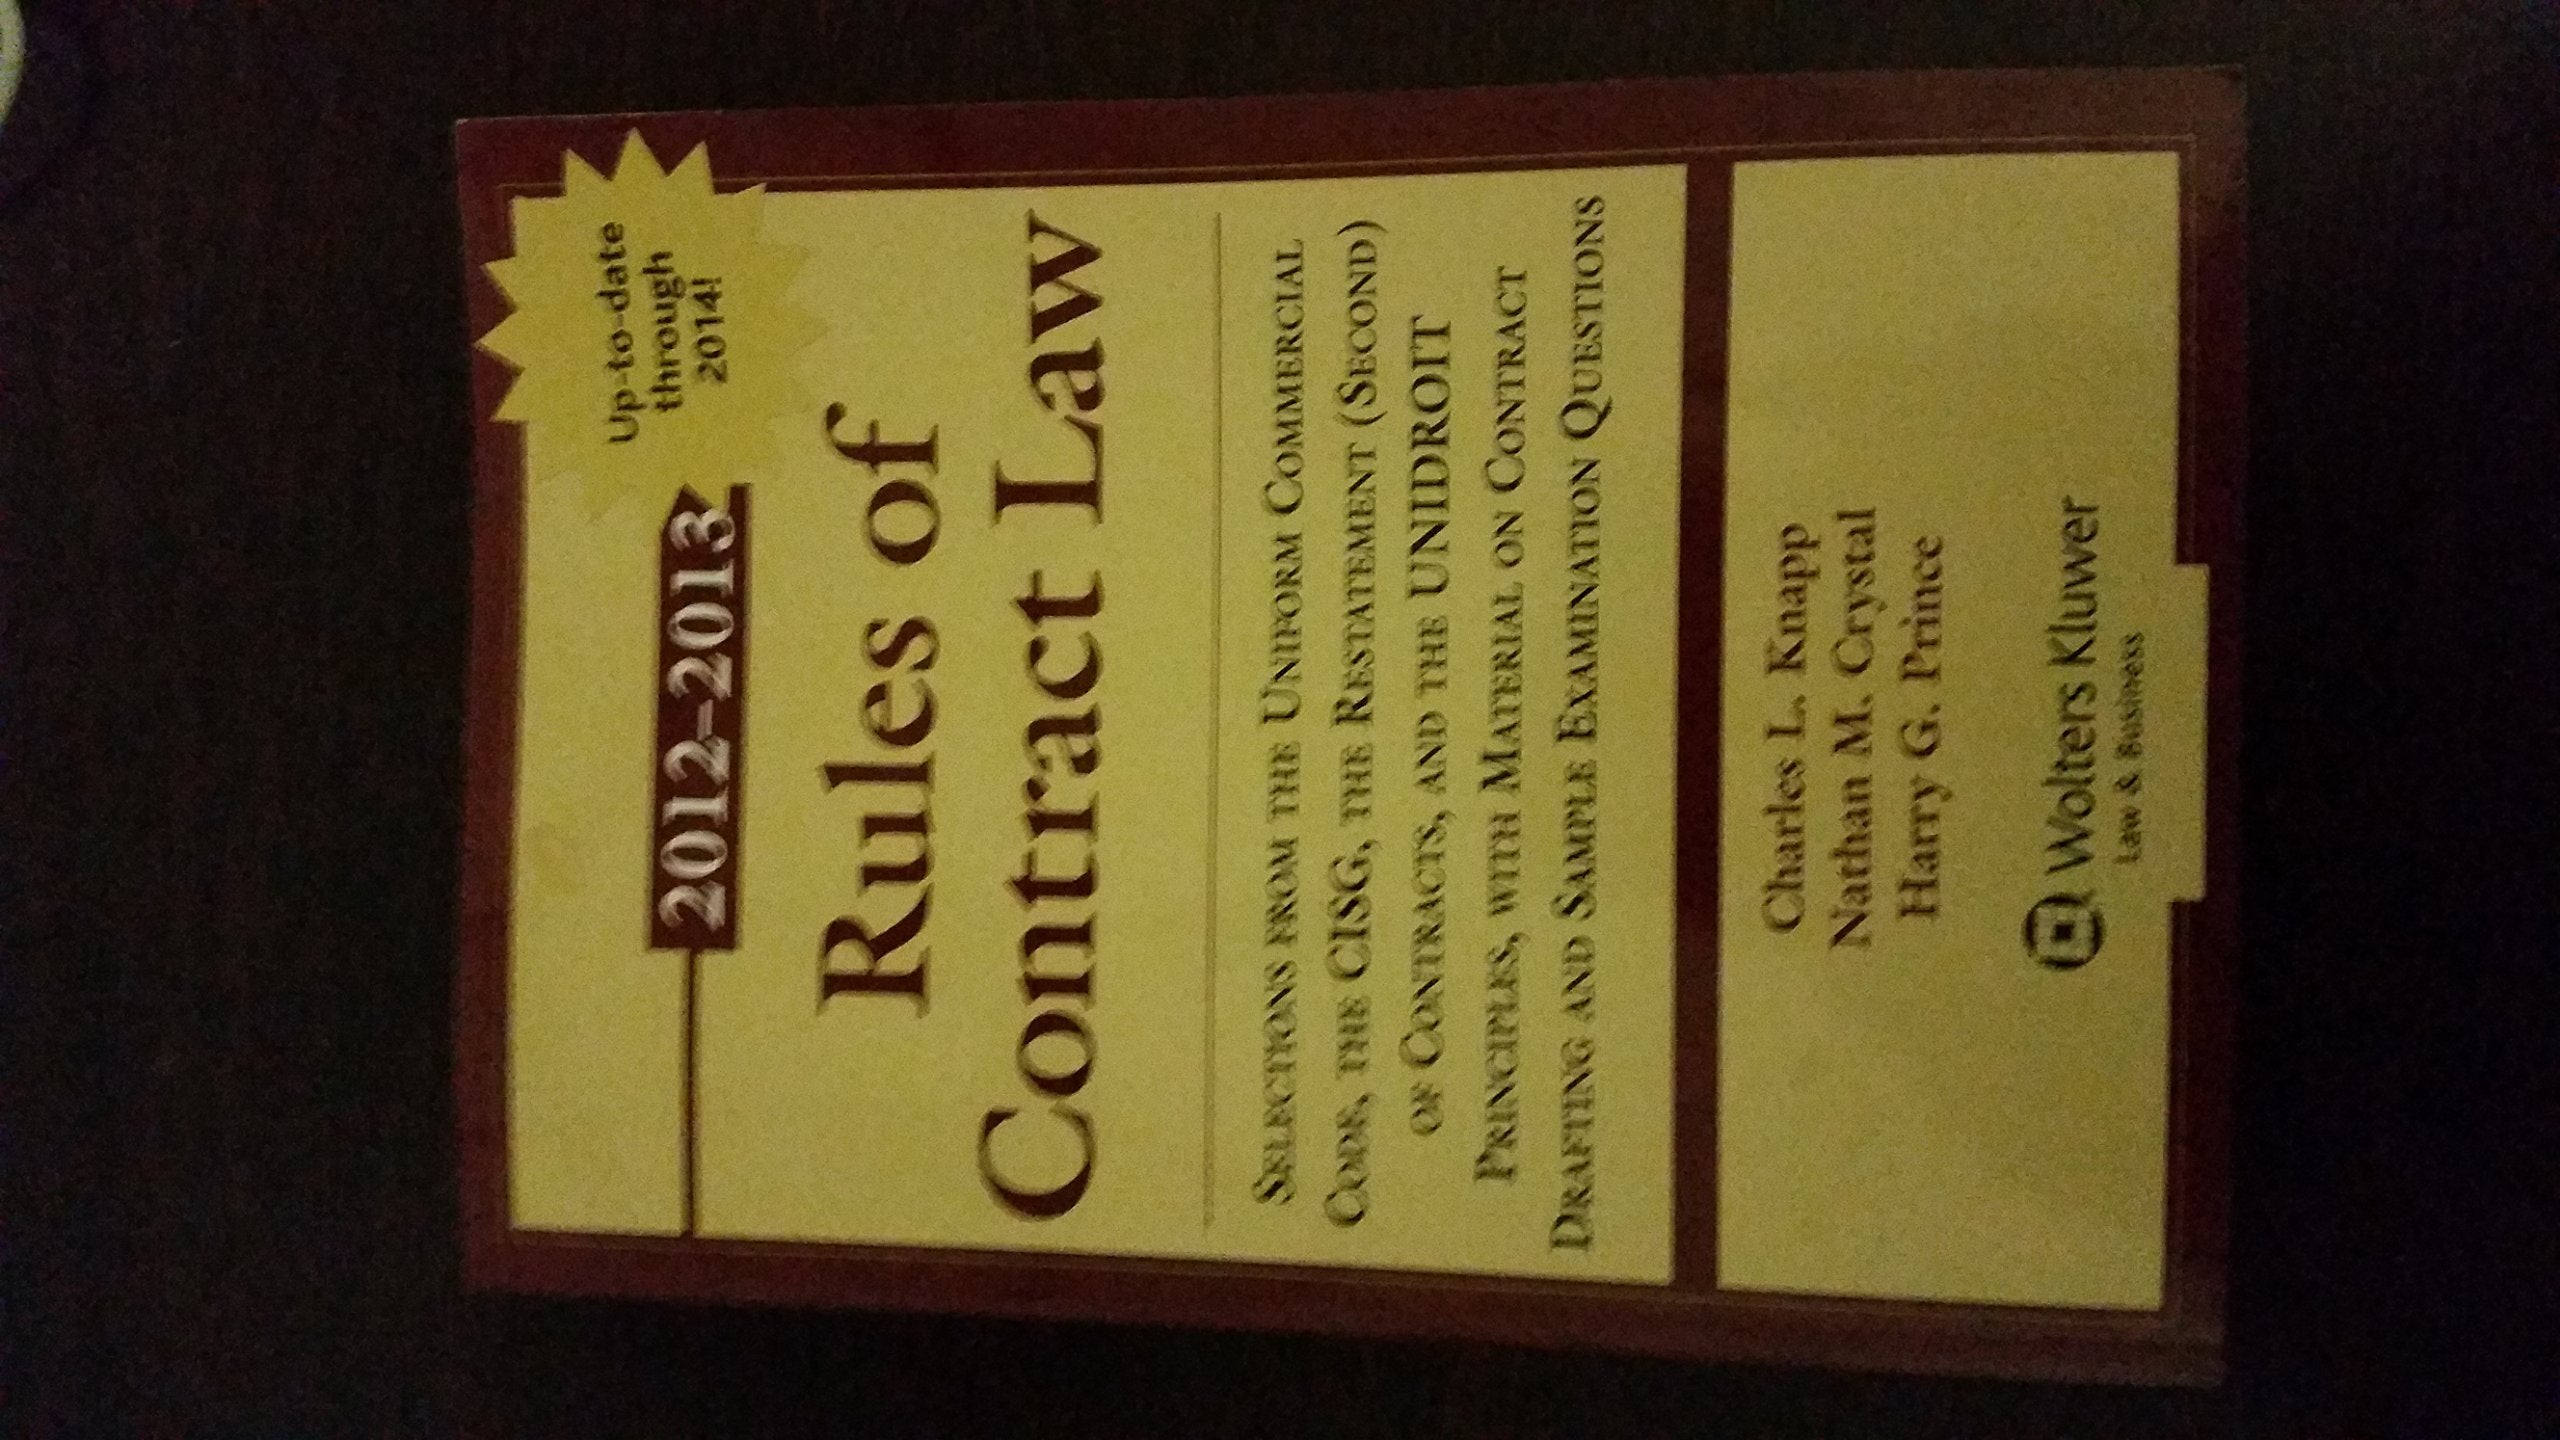 Up-to-date
through
2014!
2012–2013
Rules of
Contract Law
SELECTIONS FROM THE UNIFORM COMMERCIAL
CODE, THE CISG, THE RESTATEMENT (SECOND)
OF CONTRACTS, AND THE UNIDROIT
PRINCIPLES, WITH MATERIAL ON CONTRACT
DRAFTING AND SAMPLE EXAMINATION QUESTIONS
Charles L. Knapp
Nathan M. Crystal
Harry G. Prince
Wolters Kluwer
Law & Business